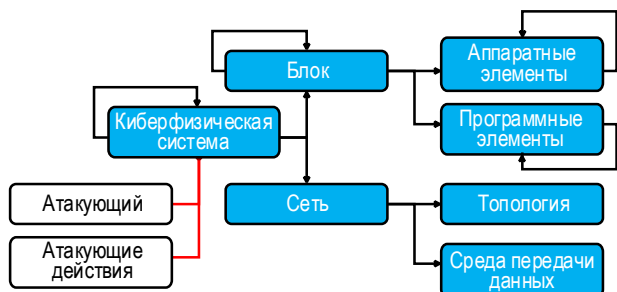 Блок
Аппаратные
элементы
Киберфизическая
система
Программные
элементы
Атакующий
Сеть
Топология
Атакующие
действия
Среда передачи
данных